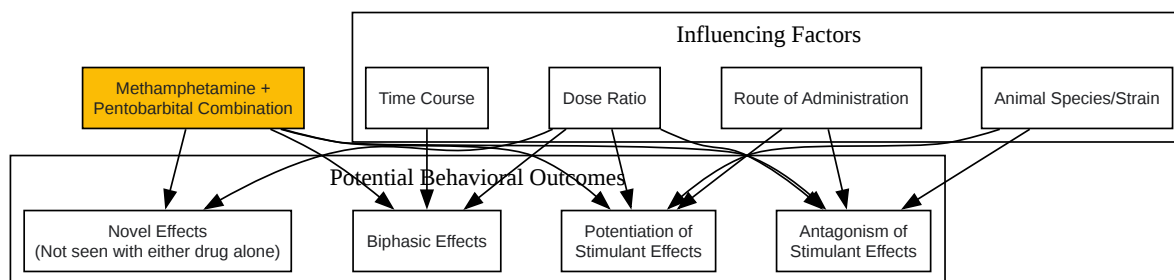 Influencing Factors
Methamphetamine +
Pentobarbital Combination
Time Course
Dose Ratio
Route of Administration
Animal Species/Strain
Potential Behavioral Outcomes
Novel Effects
(Not seen with either drug alone)
Biphasic Effects
Potentiation of
Stimulant Effects
Antagonism of
Stimulant Effects